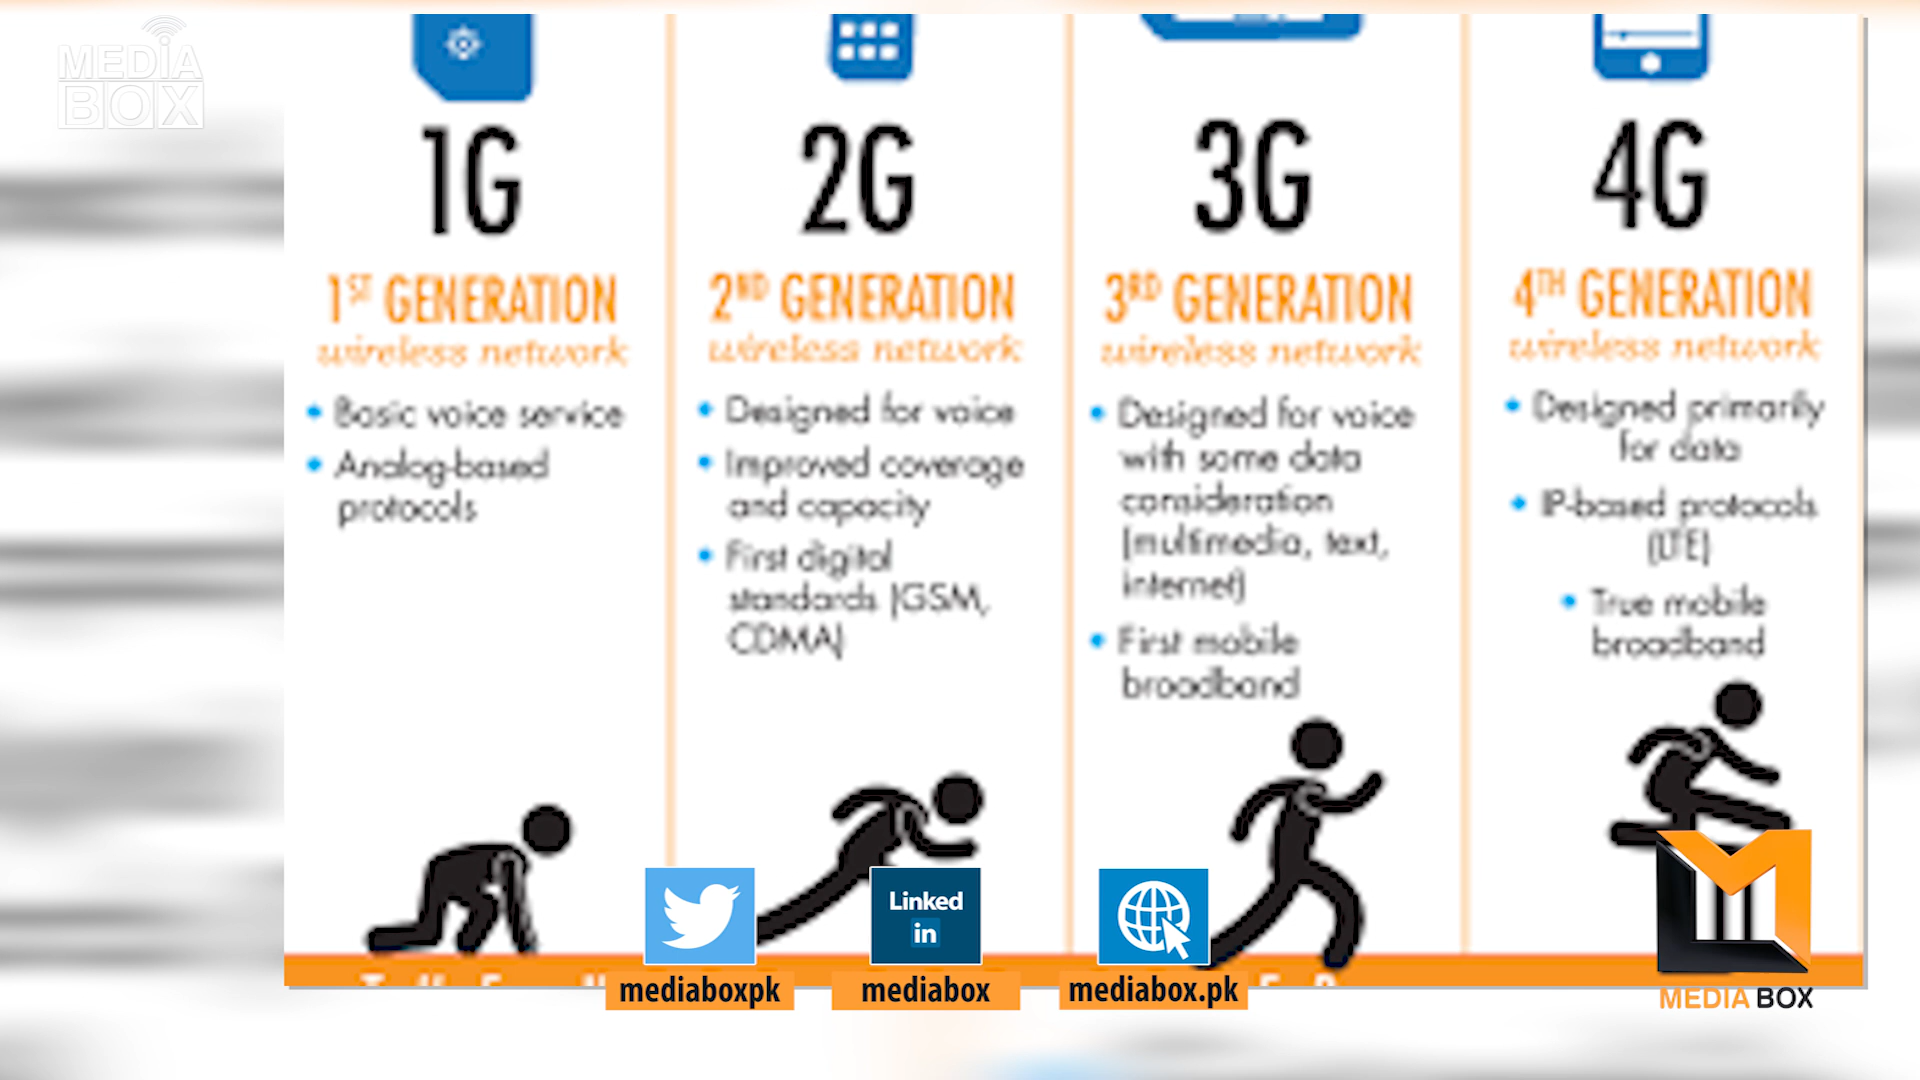 MEDIA
BOX
1G
1ST GENERATION
wireless network
• Basic voice service
• Analog-based
protocols
2G
2ND GENERATION
wireless network
• Designed for voice
• Improved coverage
and capacity
• First digital
standards (GSM,
CDMA)
3G
3RD GENERATION
wireless network
• Designed for voice
with some data
consideration
(multimedia, text,
internet)
• First mobile
broadband
4G
4TH GENERATION
wireless network
• Designed primarily
for data
• IP-based protocols
(LTE)
• True mobile
broadband
Linked
in
mediaboxpk
mediabox
mediabox.pk
MEDIA BOX